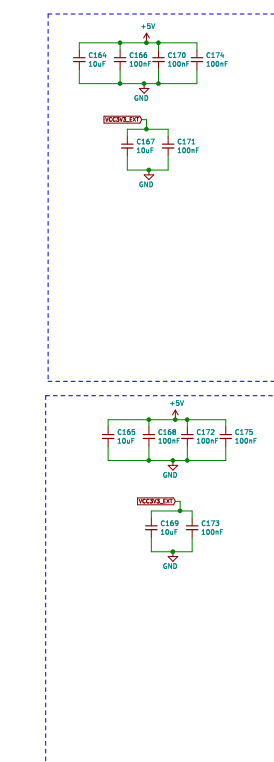 +5V
C164 C166 C170 C174
10uF 100nF 100nF 100nF
GND
VCC3V3_EXT
C167 C171
10uF 100nF
GND
+5V
C165 C168 C172 C175
10uF 100nF 100nF 100nF
GND
VCC3V3_EXT
C169 C173
10uF 100nF
GND